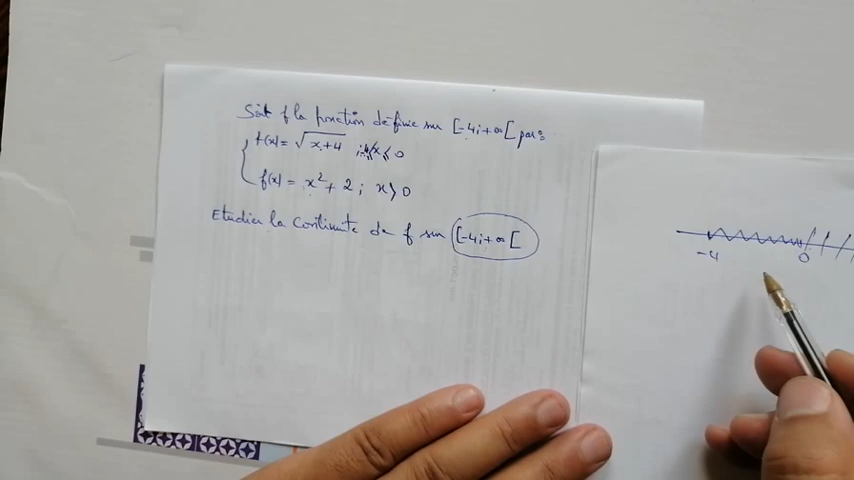 Soit f la fonction définie sur [-4;+∞[ par:
f(x) = √x+4 ; x⩽0
f(x) = x² + 2 ; x>0
Etudier la Continuité de f sur [-4;+∞[
-4 0